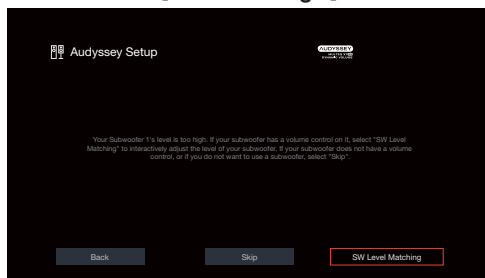 Audyssey Setup
AUDYSSEY
Your Subwoofer 1's level is too high. If your subwoofer has a volume control on it, select "SW Level
Matching" to interactively adjust the level of your subwoofer. If your subwoofer does not have a volume
control, or if you do not want to use a subwoofer, select "Skip".
Back
Skip
SW Level Matching